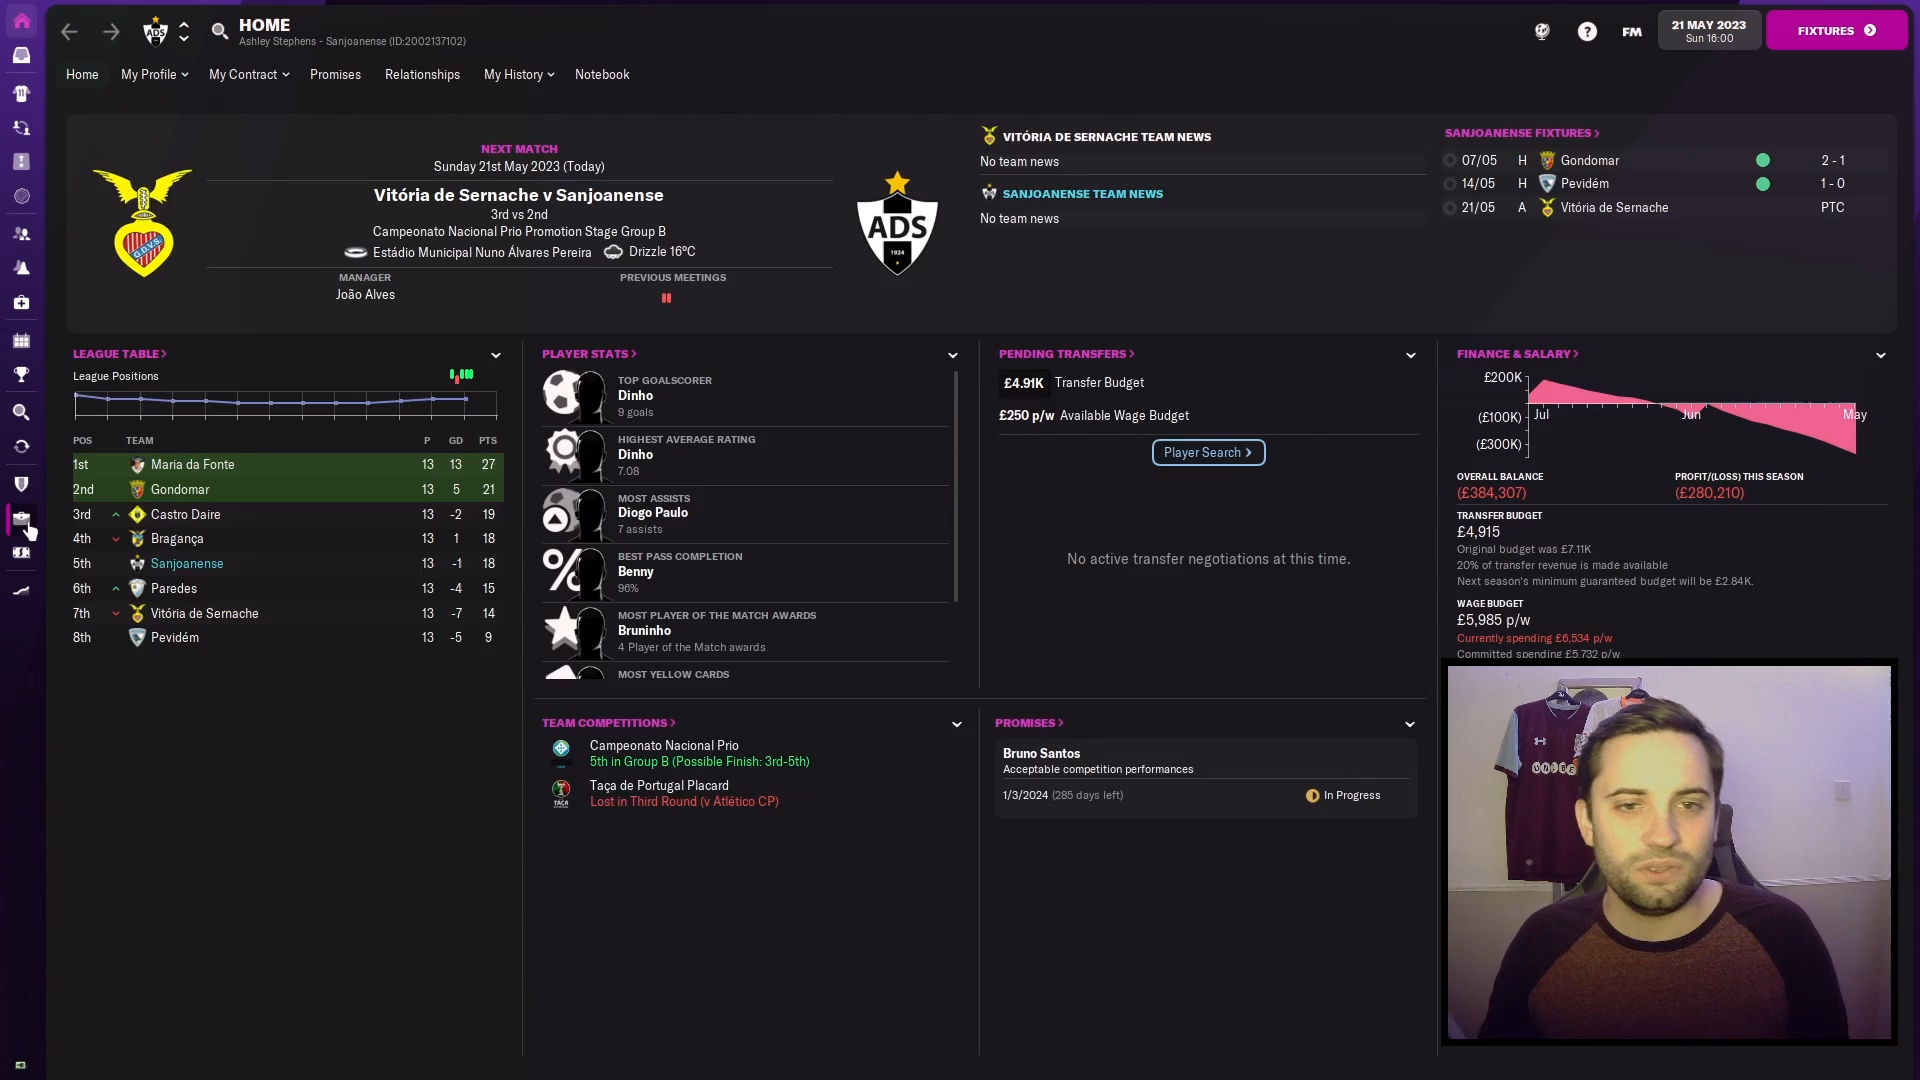 HOME
Ashley Stephens - Sanjoanense (ID:2002137102)
FM
21 MAY 2023
Sun 16:00
FIXTURES
Home
My Profile
My Contract
Promises
Relationships
My History
Notebook
NEXT MATCH
Sunday 21st May 2023 (Today)
Vitória de Sernache v Sanjoanense
3rd vs 2nd
Campeonato Nacional Prio Promotion Stage Group B
Estádio Municipal Nuno Álvares Pereira
Drizzle 16°C
MANAGER
João Alves
PREVIOUS MEETINGS
G.D.V.S.
ADS
1924
VITÓRIA DE SERNACHE TEAM NEWS
No team news
SANJOANENSE TEAM NEWS
No team news
SANJOANENSE FIXTURES
07/05 H Gondomar 2 - 1
14/05 H Pevidém 1 - 0
21/05 A Vitória de Sernache PTC
LEAGUE TABLE
League Positions
POS TEAM P GD PTS
1st Maria da Fonte 13 13 27
2nd Gondomar 13 5 21
3rd Castro Daire 13 -2 19
4th Bragança 13 1 18
5th Sanjoanense 13 -1 18
6th Paredes 13 -4 15
7th Vitória de Sernache 13 -7 14
8th Pevidém 13 -5 9
PLAYER STATS
TOP GOALSCORER
Dinho
9 goals
HIGHEST AVERAGE RATING
Dinho
7.08
MOST ASSISTS
Diogo Paulo
7 assists
BEST PASS COMPLETION
Benny
96%
MOST PLAYER OF THE MATCH AWARDS
Bruninho
4 Player of the Match awards
MOST YELLOW CARDS
PENDING TRANSFERS
£4.91K Transfer Budget
£250 p/w Available Wage Budget
Player Search
No active transfer negotiations at this time.
FINANCE & SALARY
£200K
(£100K)
(£300K)
Jul
Jun
May
OVERALL BALANCE
(£384,307)
PROFIT/(LOSS) THIS SEASON
(£280,210)
TRANSFER BUDGET
£4,915
Original budget was £7.11K
20% of transfer revenue is made available
Next season's minimum guaranteed budget will be £2.84K.
WAGE BUDGET
£5,985 p/w
Currently spending £6,534 p/w
Committed spending £5,732 p/w
TEAM COMPETITIONS
Campeonato Nacional Prio
5th in Group B (Possible Finish: 3rd-5th)
Taça de Portugal Placard
Lost in Third Round (v Atlético CP)
PROMISES
Bruno Santos
Acceptable competition performances
1/3/2024 (285 days left)
In Progress